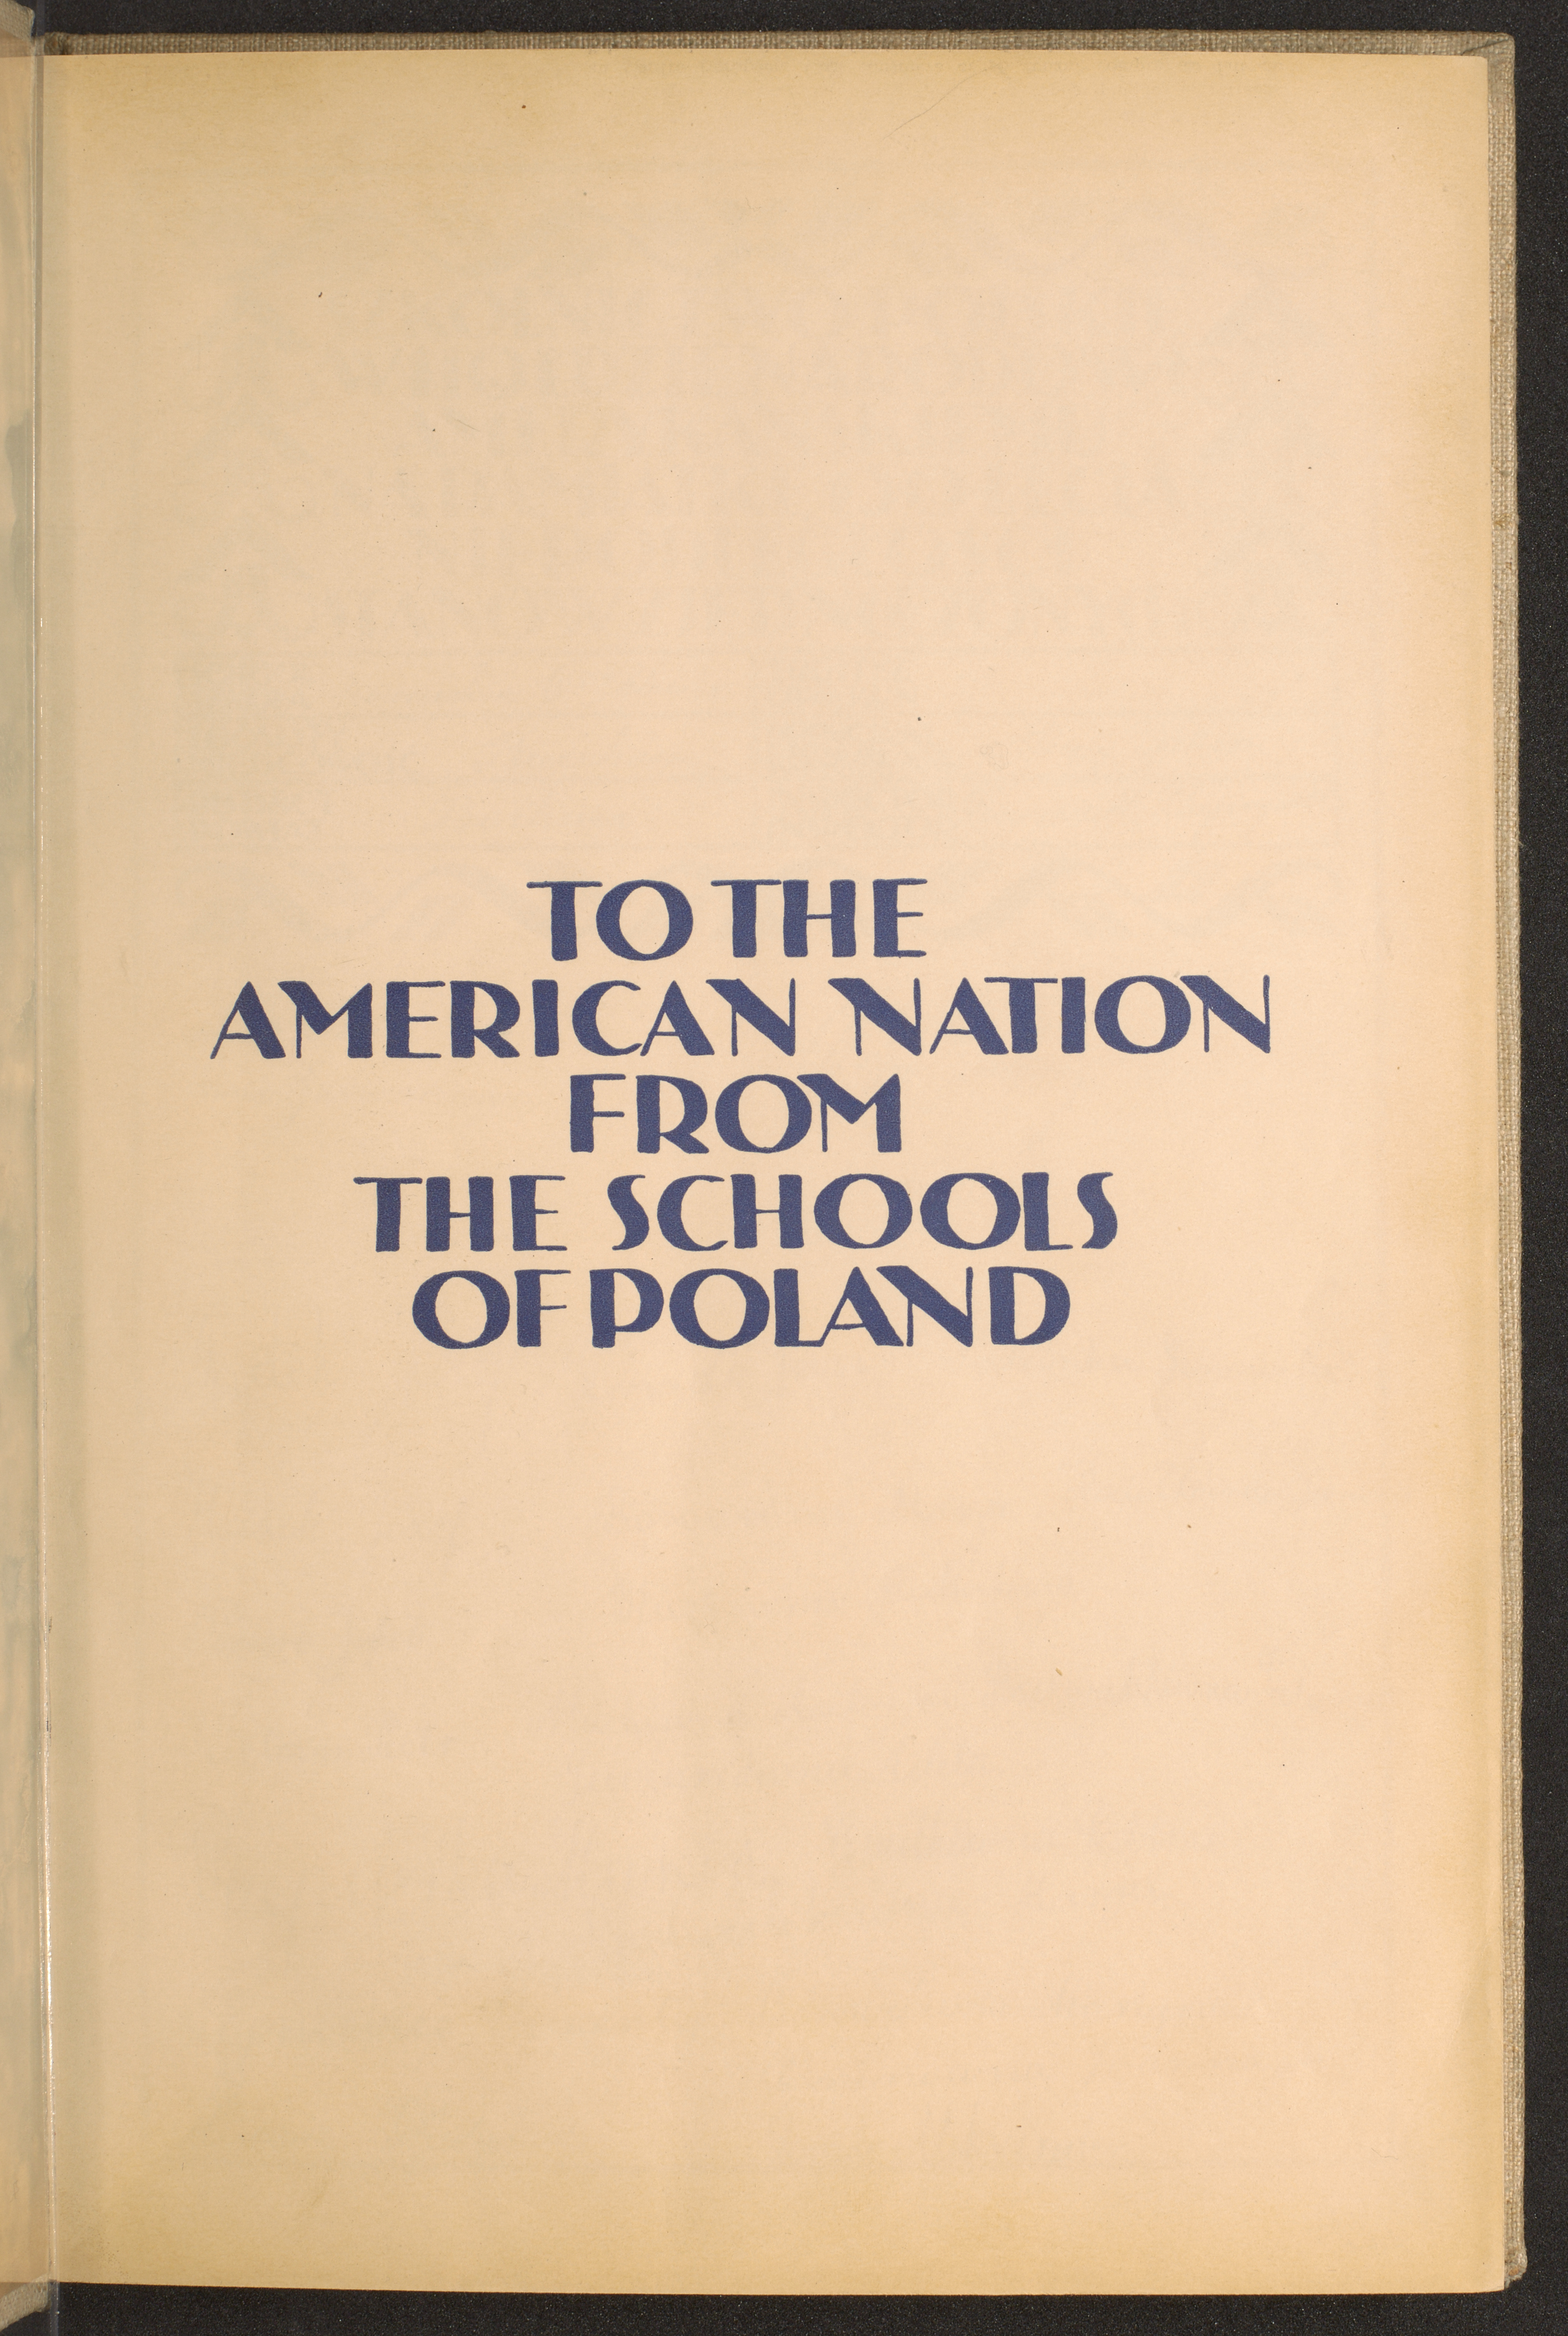 TO THE
AMERICAN NATION
FROM
THE SCHOOLS
OF POLAND